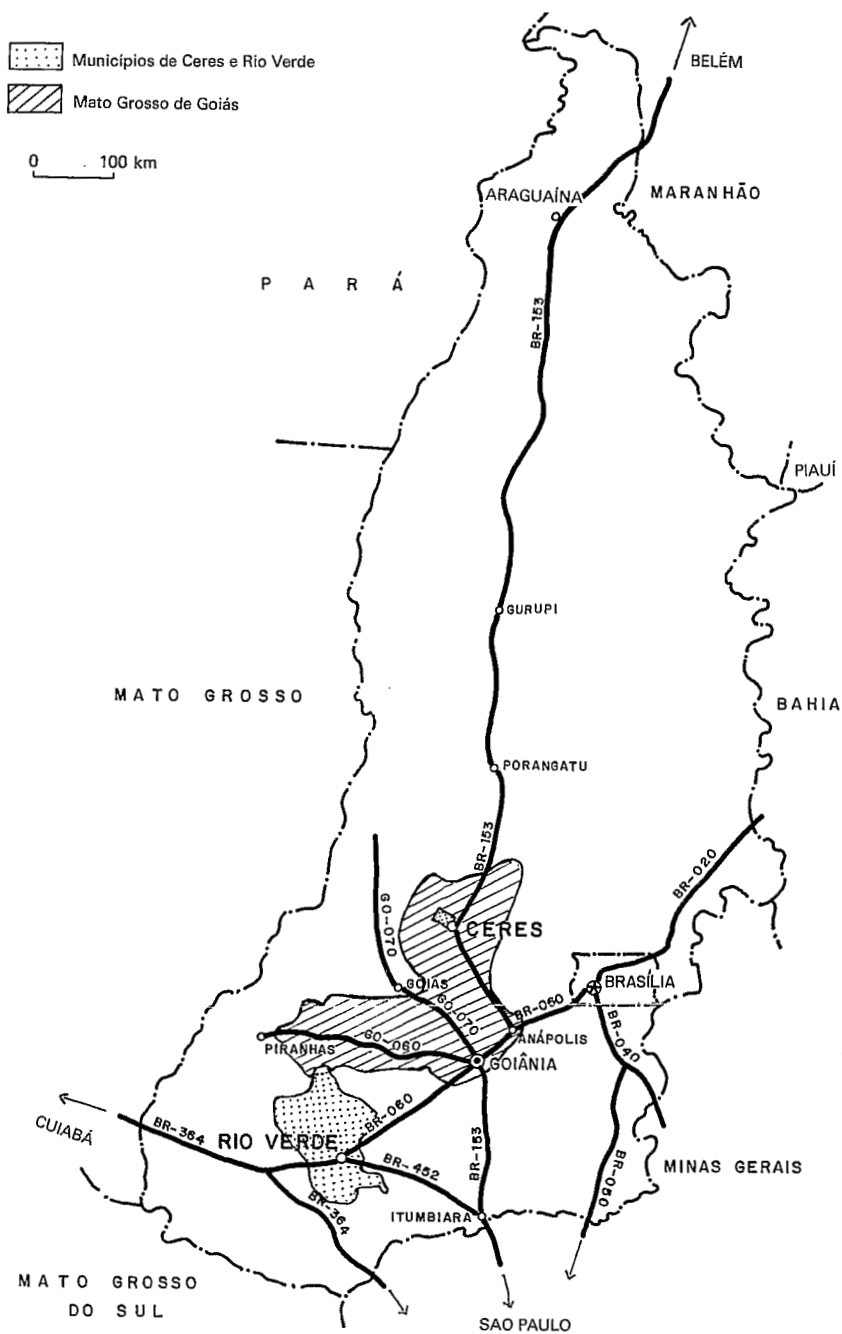 Municípios de Ceres e Rio Verde
Mato Grosso de Goiás
0 100 km
BELÉM
ARAGUAÍNA
MARANHÃO
PARÁ
BR-153
PIAUÍ
GURUPI
MATO GROSSO
BAHIA
PORANGATU
BR-153
BR-020
GO-070
CERES
GOIÁS
BRASÍLIA
GO-070
BR-060
ANÁPOLIS
BR-040
PIRANHAS
GO-060
GOIÂNIA
BR-060
CUIABÁ
BR-364
RIO VERDE
BR-153
BR-452
BR-050
MINAS GERAIS
BR-364
ITUMBIARA
MATO GROSSO
DO SUL
SAO PAULO